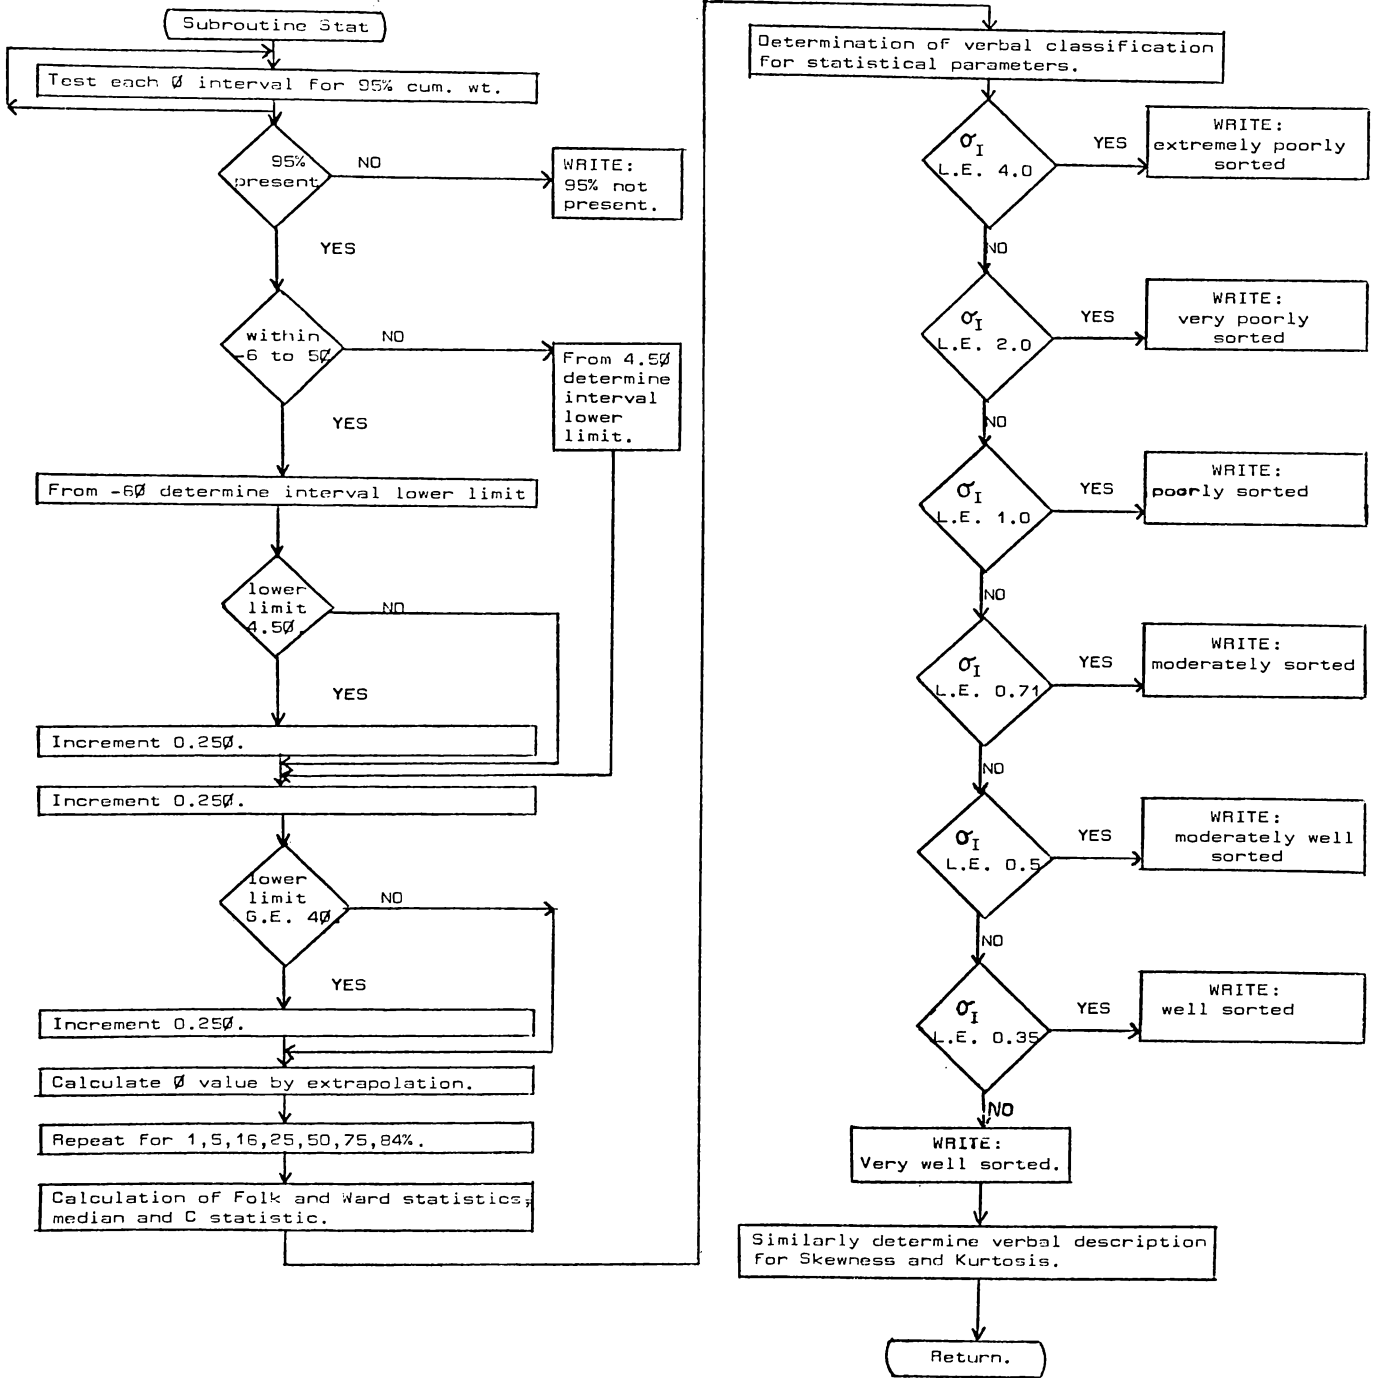 Subroutine Stat
Test each Ø interval for 95% cum. wt.
95%
present
NO
WRITE:
95% not
present.
YES
within
-6 to 5Ø
NO
From 4.5Ø
determine
interval
lower
limit.
YES
From -6Ø determine interval lower limit
lower
limit
4.5Ø.
NO
YES
Increment 0.25Ø.
Increment 0.25Ø.
lower
limit
G.E. 4Ø.
NO
YES
Increment 0.25Ø.
Calculate Ø value by extrapolation.
Repeat for 1,5,16,25,50,75,84%.
Calculation of Folk and Ward statistics,
median and C statistic.
Determination of verbal classification
for statistical parameters.
σI
L.E. 4.0
YES
WRITE:
extremely poorly
sorted
NO
σI
L.E. 2.0
YES
WRITE:
very poorly
sorted
NO
σI
L.E. 1.0
YES
WRITE:
poorly sorted
NO
σI
L.E. 0.71
YES
WRITE:
moderately sorted
NO
σI
L.E. 0.5
YES
WRITE:
moderately well
sorted
NO
σI
L.E. 0.35
YES
WRITE:
well sorted
NO
WRITE:
Very well sorted.
Similarly determine verbal description
for Skewness and Kurtosis.
Return.